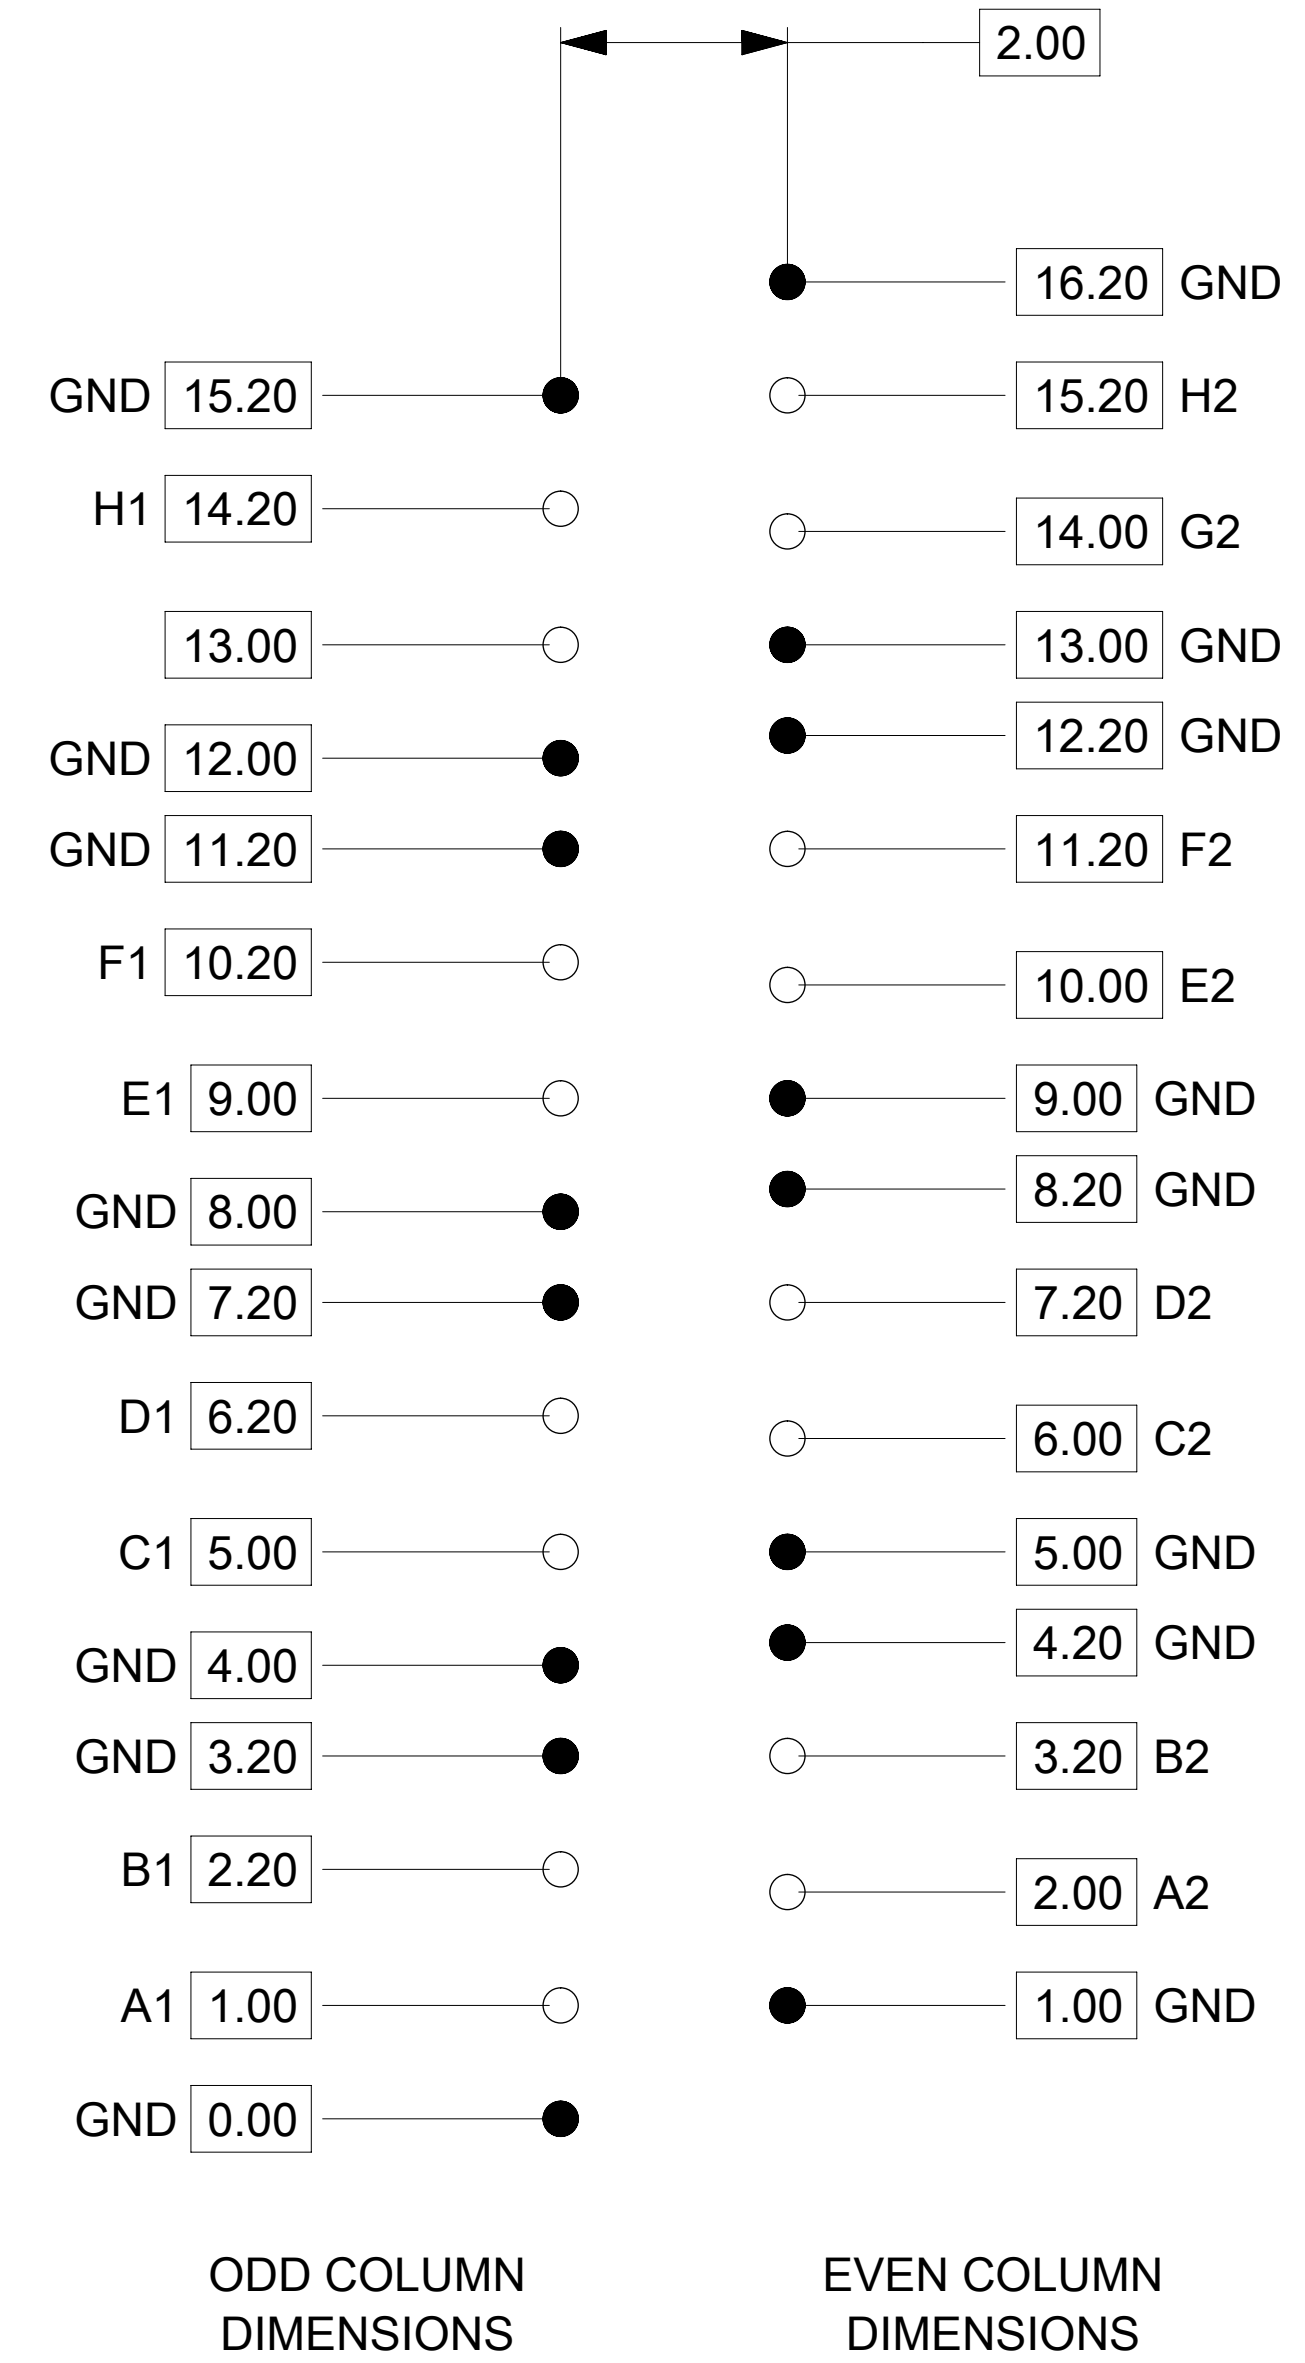 2.00
16.20 GND
GND 15.20
15.20 H2
H1 14.20
14.00 G2
13.00
13.00 GND
12.20 GND
GND 12.00
GND 11.20
11.20 F2
F1 10.20
10.00 E2
E1 9.00
9.00 GND
8.20 GND
GND 8.00
GND 7.20
7.20 D2
D1 6.20
6.00 C2
C1 5.00
5.00 GND
4.20 GND
GND 4.00
GND 3.20
3.20 B2
B1 2.20
2.00 A2
A1 1.00
1.00 GND
GND 0.00
ODD COLUMN
DIMENSIONS
EVEN COLUMN
DIMENSIONS